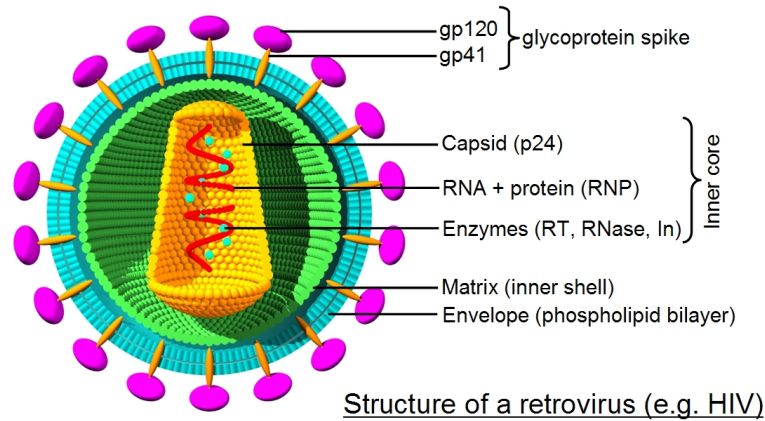 gp120
gp41
glycoprotein spike
Capsid (p24)
RNA + protein (RNP)
Enzymes (RT, RNase, In)
Inner core
Matrix (inner shell)
Envelope (phospholipid bilayer)
Structure of a retrovirus (e.g. HIV)